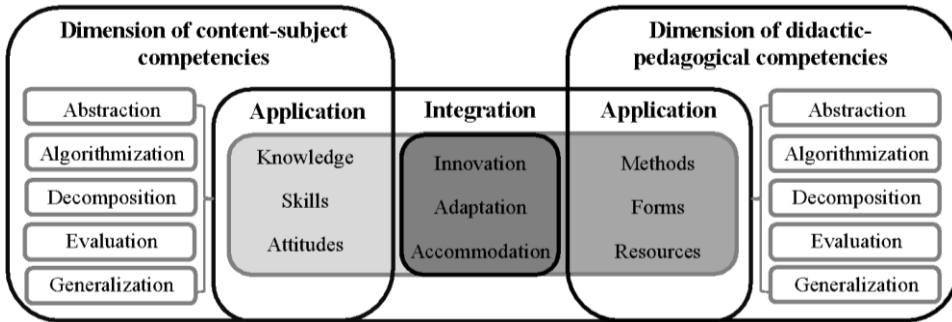 Dimension of content-subject
competencies
Abstraction
Algorithmization
Decomposition
Evaluation
Generalization
Application
Knowledge
Skills
Attitudes
Integration
Innovation
Adaptation
Accommodation
Dimension of didactic-
pedagogical competencies
Application
Methods
Forms
Resources
Abstraction
Algorithmization
Decomposition
Evaluation
Generalization